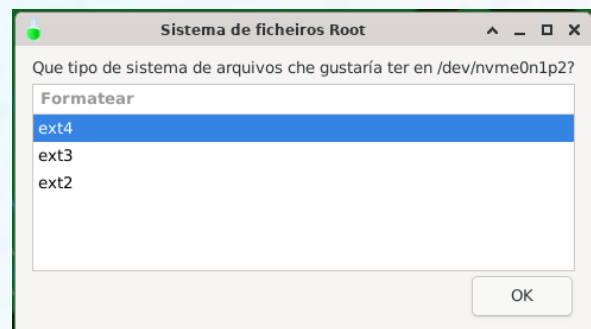 Sistema de ficheiros Root
Que tipo de sistema de arquivos che gustaría ter en /dev/nvme0n1p2?
Formatear
ext4
ext3
ext2
OK